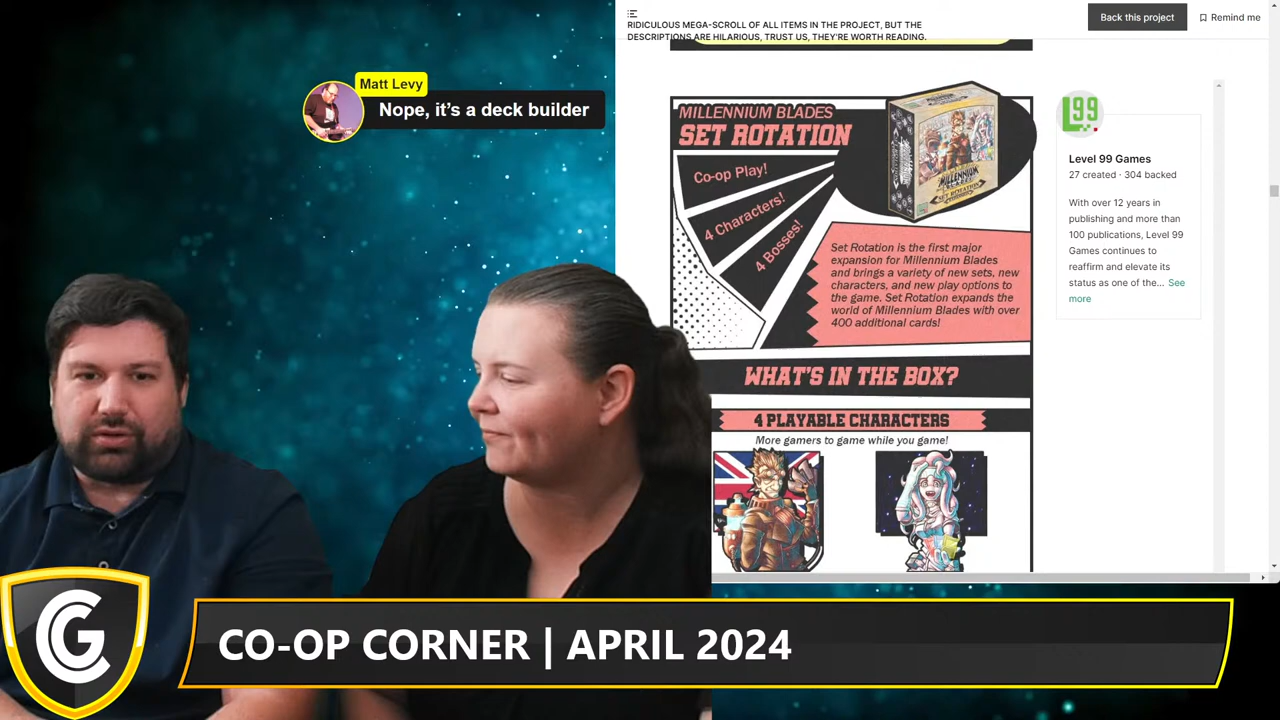 RIDICULOUS MEGA-SCROLL OF ALL ITEMS IN THE PROJECT, BUT THE
DESCRIPTIONS ARE HILARIOUS, TRUST US, THEY'RE WORTH READING.
Back this project
Remind me
Matt Levy
Nope, it's a deck builder
MILLENNIUM BLADES
SET ROTATION
Co-op Play!
4 Characters!
4 Bosses!
MILLENNIUM
BLADES
SET ROTATION
Set Rotation is the first major
expansion for Millennium Blades
and brings a variety of new sets, new
characters, and new play options to
the game. Set Rotation expands the
world of Millennium Blades with over
400 additional cards!
WHAT'S IN THE BOX?
4 PLAYABLE CHARACTERS
More gamers to game while you game!
L99
Level 99 Games
27 created · 304 backed
With over 12 years in
publishing and more than
100 publications, Level 99
Games continues to
reaffirm and elevate its
status as one of the... See
more
CO-OP CORNER | APRIL 2024